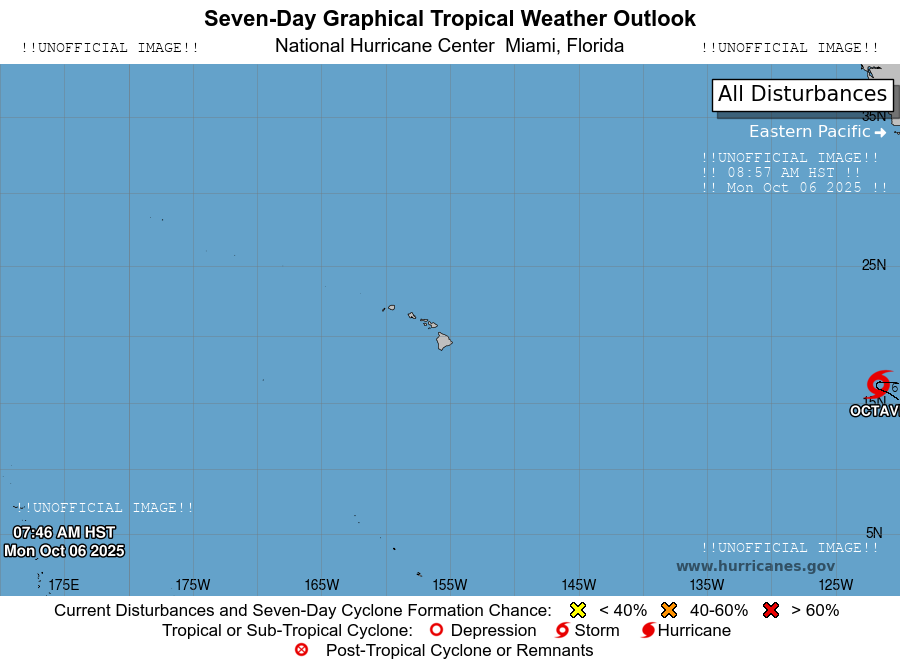 Seven-Day Graphical Tropical Weather Outlook
!!UNOFFICIAL IMAGE!! National Hurricane Center Miami, Florida !!UNOFFICIAL IMAGE!!
All Disturbances
35N
Eastern Pacific
!!UNOFFICIAL IMAGE!!
!! 08:57 AM HST !!
!! Mon Oct 06 2025 !!
25N
15N
OCTAV
!!UNOFFICIAL IMAGE!!
07:46 AM HST
Mon Oct 06 2025
5N
!!UNOFFICIAL IMAGE!!
www.hurricanes.gov
175E 175W 165W 155W 145W 135W 125W
Current Disturbances and Seven-Day Cyclone Formation Chance: < 40% 40-60% > 60%
Tropical or Sub-Tropical Cyclone: Depression Storm Hurricane
Post-Tropical Cyclone or Remnants